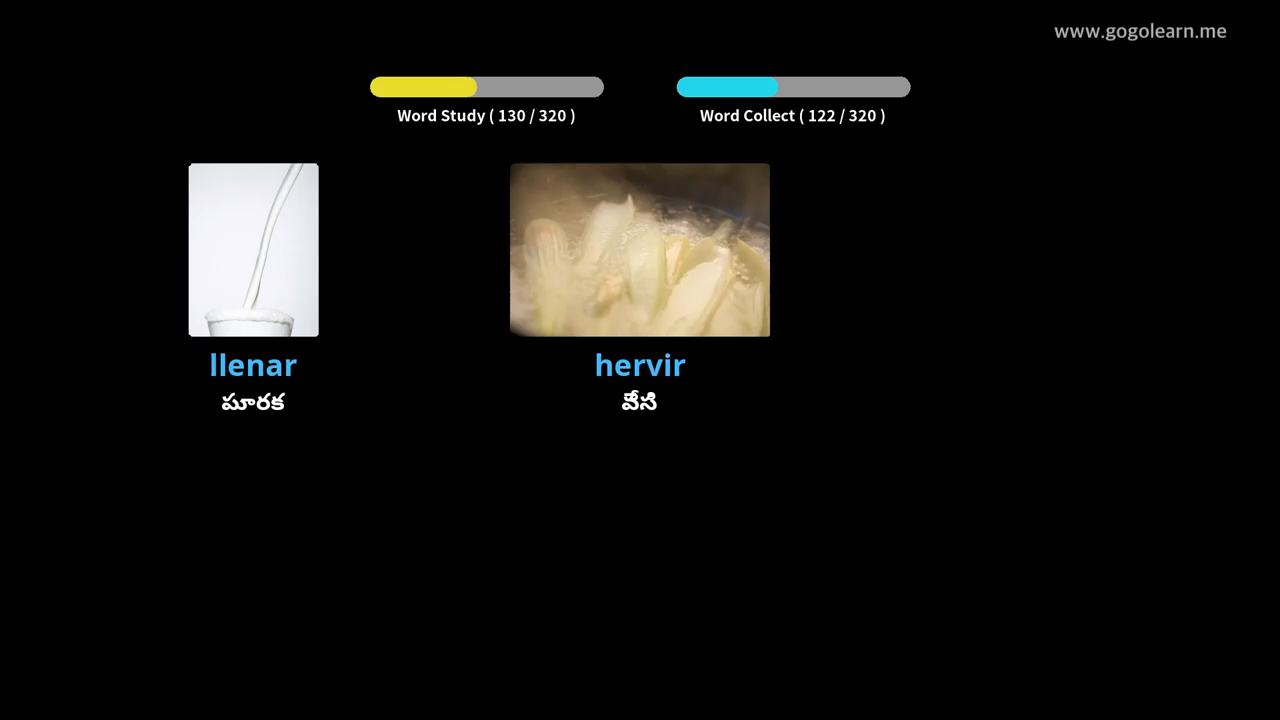 www.gogolearn.me
Word Study ( 130 / 320 )
Word Collect ( 122 / 320 )
llenar
పూరక
hervir
వేసి